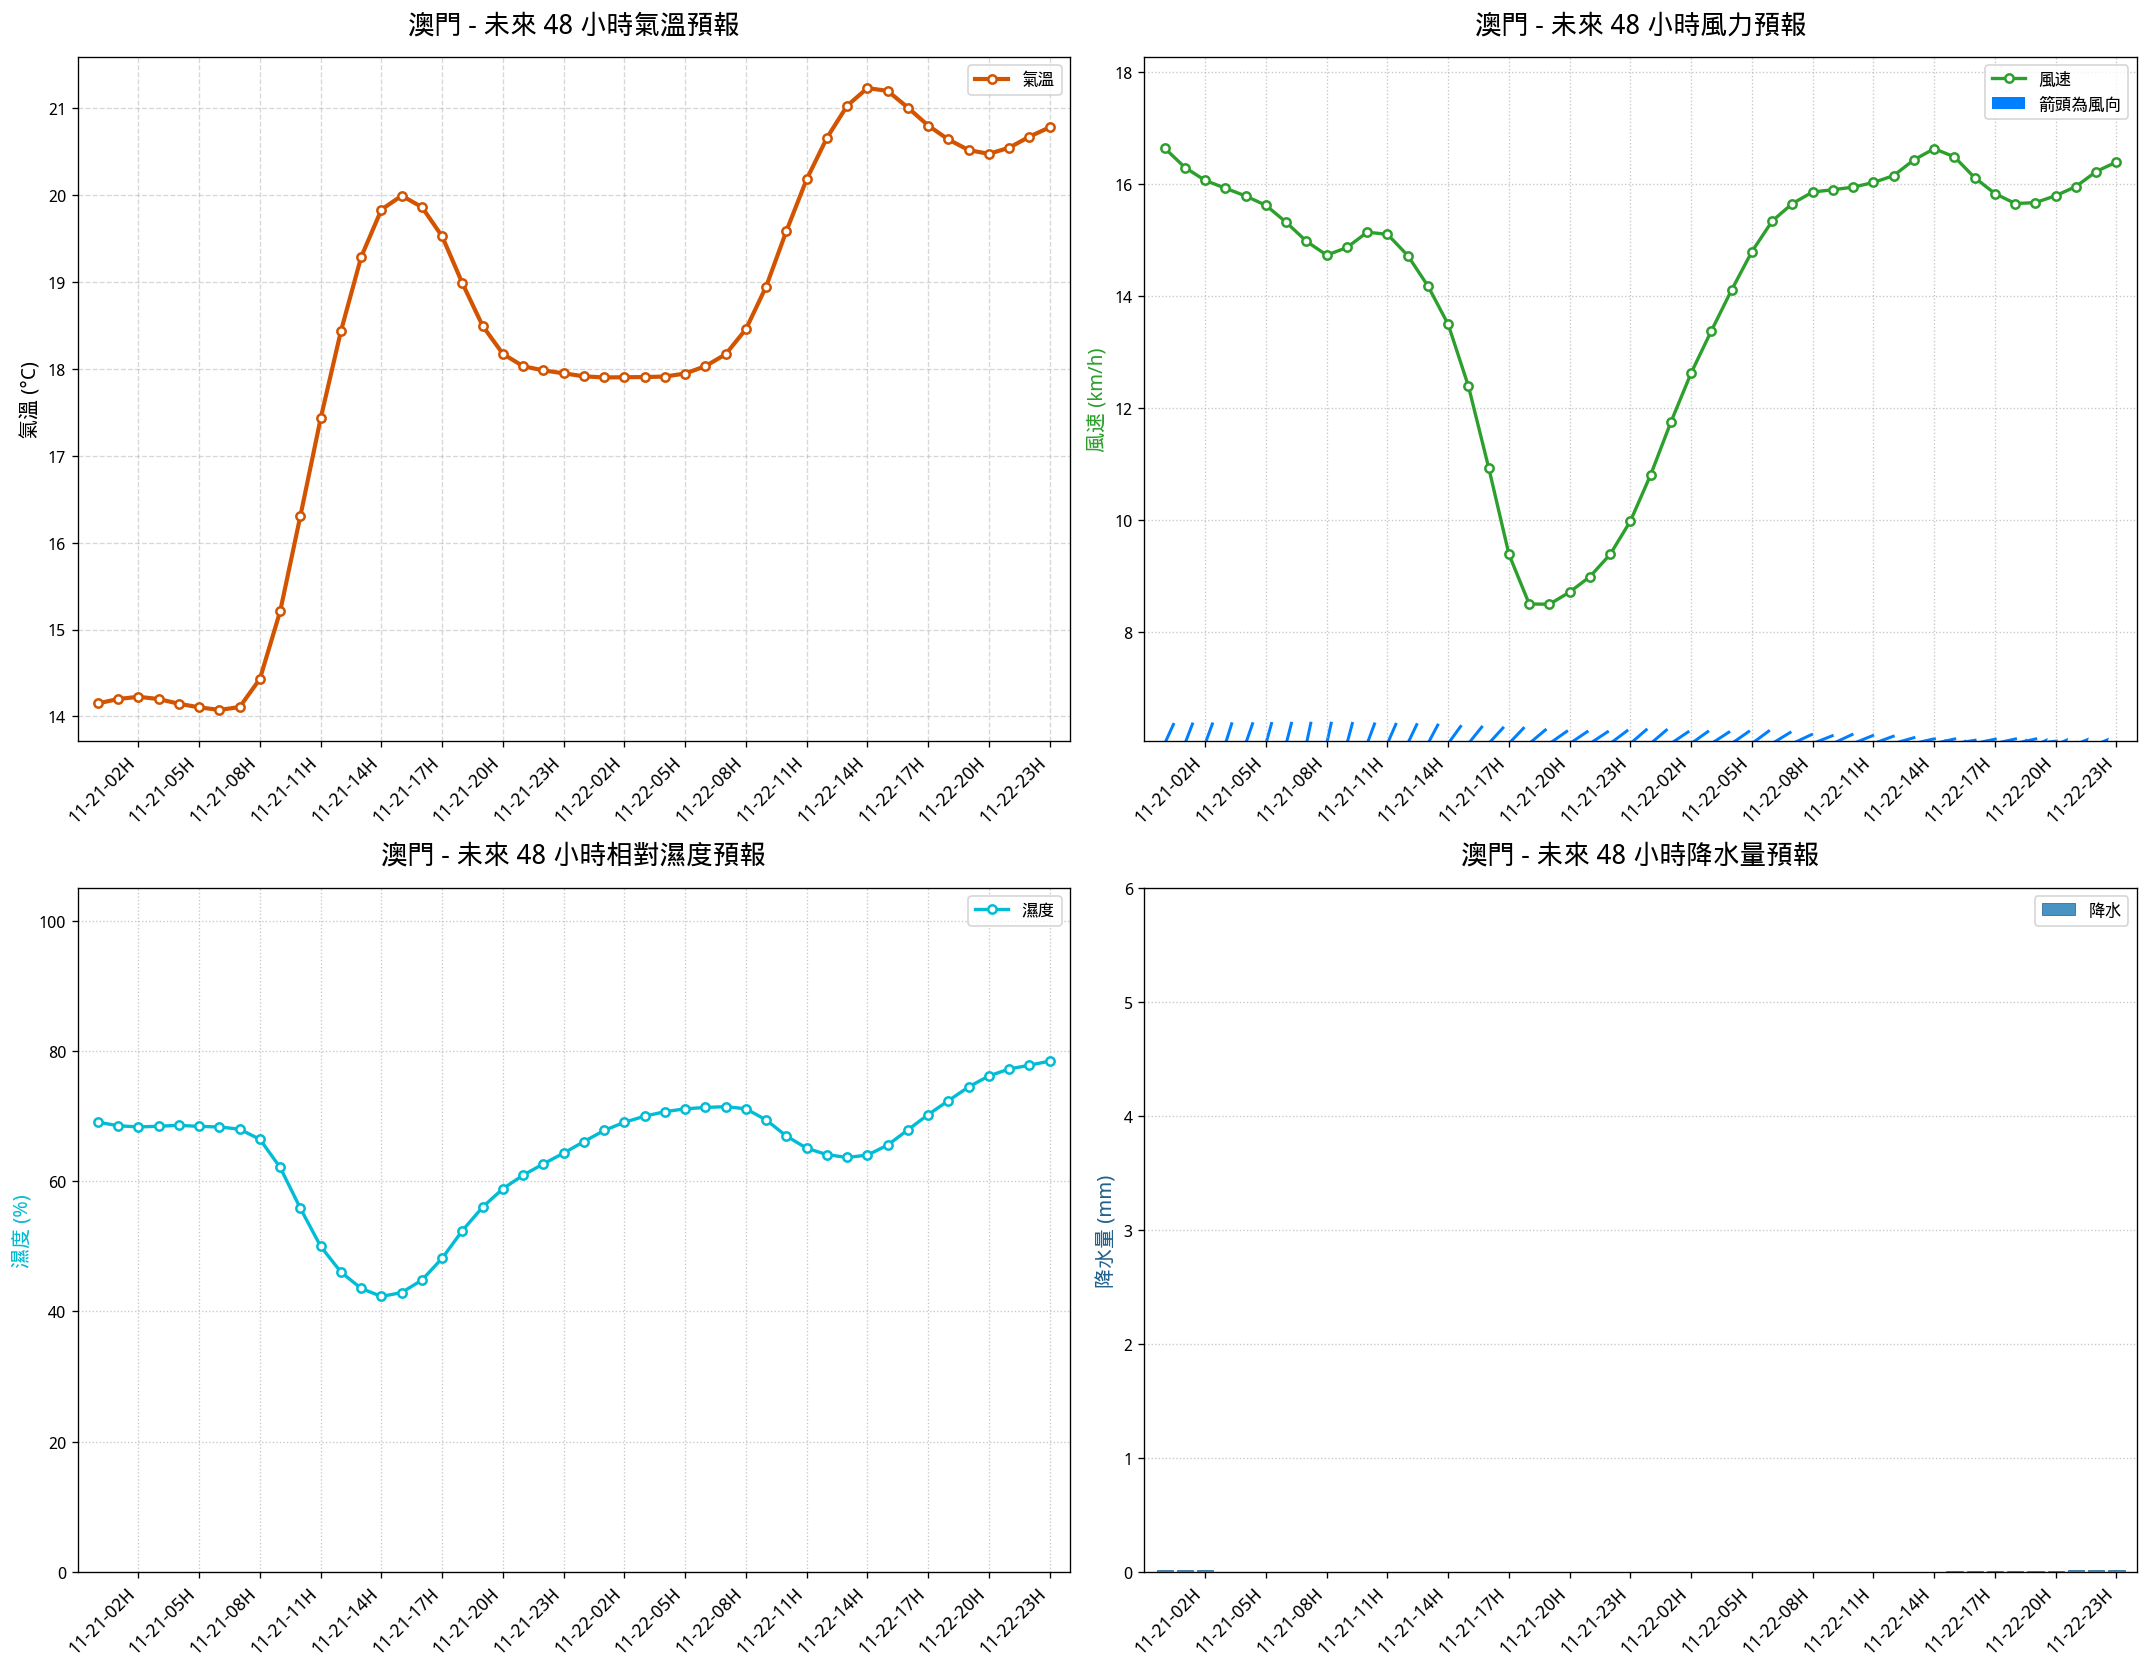 澳門 - 未來 48 小時氣溫預報
氣溫
21
20
19
18
17
16
15
14
氣溫 (°C)
11-21-02H
11-21-05H
11-21-08H
11-21-11H
11-21-14H
11-21-17H
11-21-20H
11-21-23H
11-22-02H
11-22-05H
11-22-08H
11-22-11H
11-22-14H
11-22-17H
11-22-20H
11-22-23H
澳門 - 未來 48 小時風力預報
風速
箭頭為風向
18
16
14
12
10
8
風速 (km/h)
11-21-02H
11-21-05H
11-21-08H
11-21-11H
11-21-14H
11-21-17H
11-21-20H
11-21-23H
11-22-02H
11-22-05H
11-22-08H
11-22-11H
11-22-14H
11-22-17H
11-22-20H
11-22-23H
澳門 - 未來 48 小時相對濕度預報
濕度
100
80
60
40
20
0
濕度 (%)
11-21-02H
11-21-05H
11-21-08H
11-21-11H
11-21-14H
11-21-17H
11-21-20H
11-21-23H
11-22-02H
11-22-05H
11-22-08H
11-22-11H
11-22-14H
11-22-17H
11-22-20H
11-22-23H
澳門 - 未來 48 小時降水量預報
降水
6
5
4
3
2
1
0
降水量 (mm)
11-21-02H
11-21-05H
11-21-08H
11-21-11H
11-21-14H
11-21-17H
11-21-20H
11-21-23H
11-22-02H
11-22-05H
11-22-08H
11-22-11H
11-22-14H
11-22-17H
11-22-20H
11-22-23H